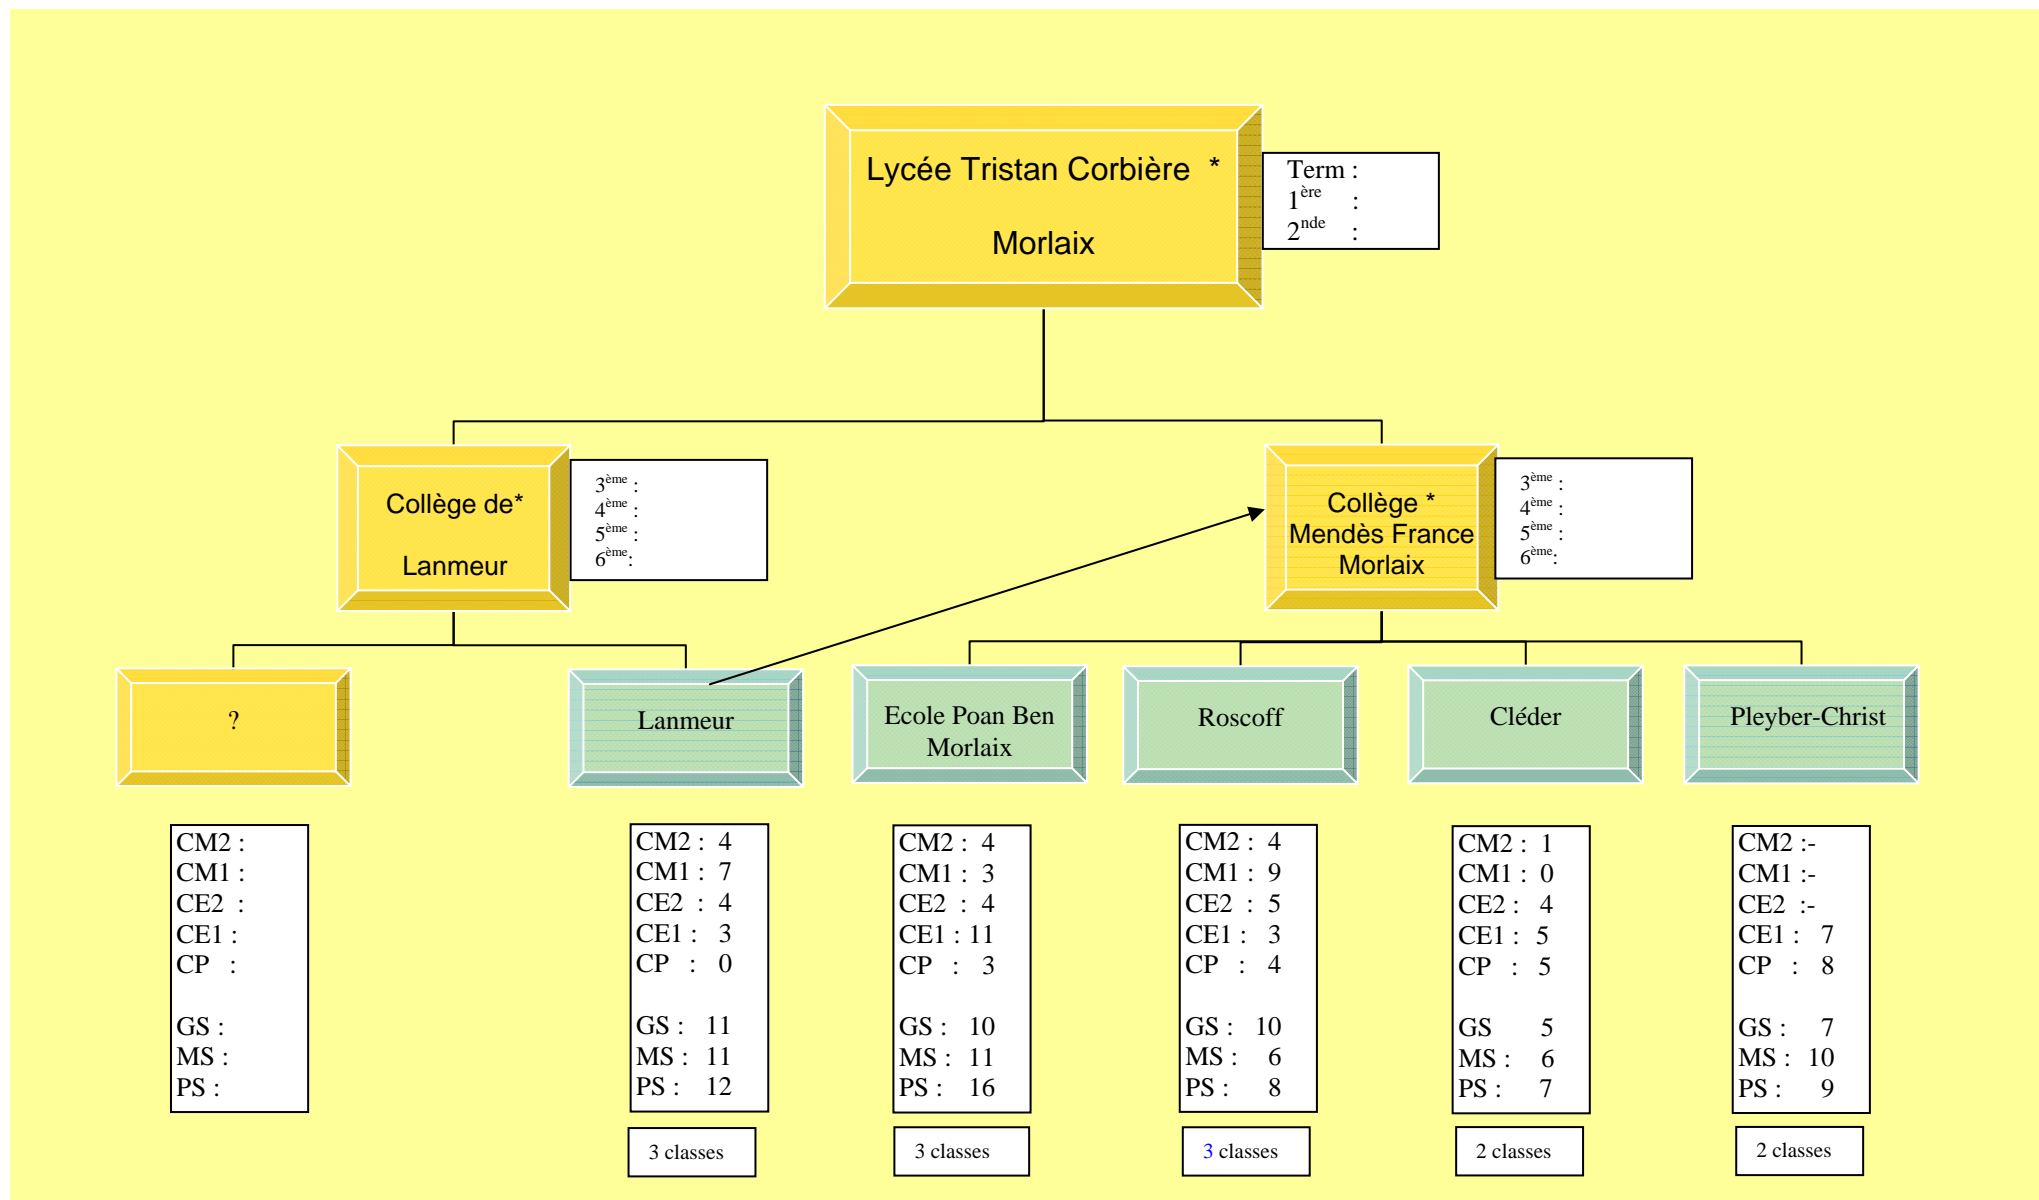 Lycée Tristan Corbière *
Morlaix
Term :
1ère :
2nde :
Collège de*
Lanmeur
3ème :
4ème :
5ème :
6ème:
Collège *
Mendès France
Morlaix
3ème :
4ème :
5ème :
6ème:
?
Lanmeur
Ecole Poan Ben
Morlaix
Roscoff
Cléder
Pleyber-Christ
CM2 :
CM1 :
CE2 :
CE1 :
CP :
GS :
MS :
PS :
CM2 : 4
CM1 : 7
CE2 : 4
CE1 : 3
CP : 0
GS : 11
MS : 11
PS : 12
3 classes
CM2 : 4
CM1 : 3
CE2 : 4
CE1 : 11
CP : 3
GS : 10
MS : 11
PS : 16
3 classes
CM2 : 4
CM1 : 9
CE2 : 5
CE1 : 3
CP : 4
GS : 10
MS : 6
PS : 8
3 classes
CM2 : 1
CM1 : 0
CE2 : 4
CE1 : 5
CP : 5
GS 5
MS : 6
PS : 7
2 classes
CM2 :-
CM1 :-
CE2 :-
CE1 : 7
CP : 8
GS : 7
MS : 10
PS : 9
2 classes